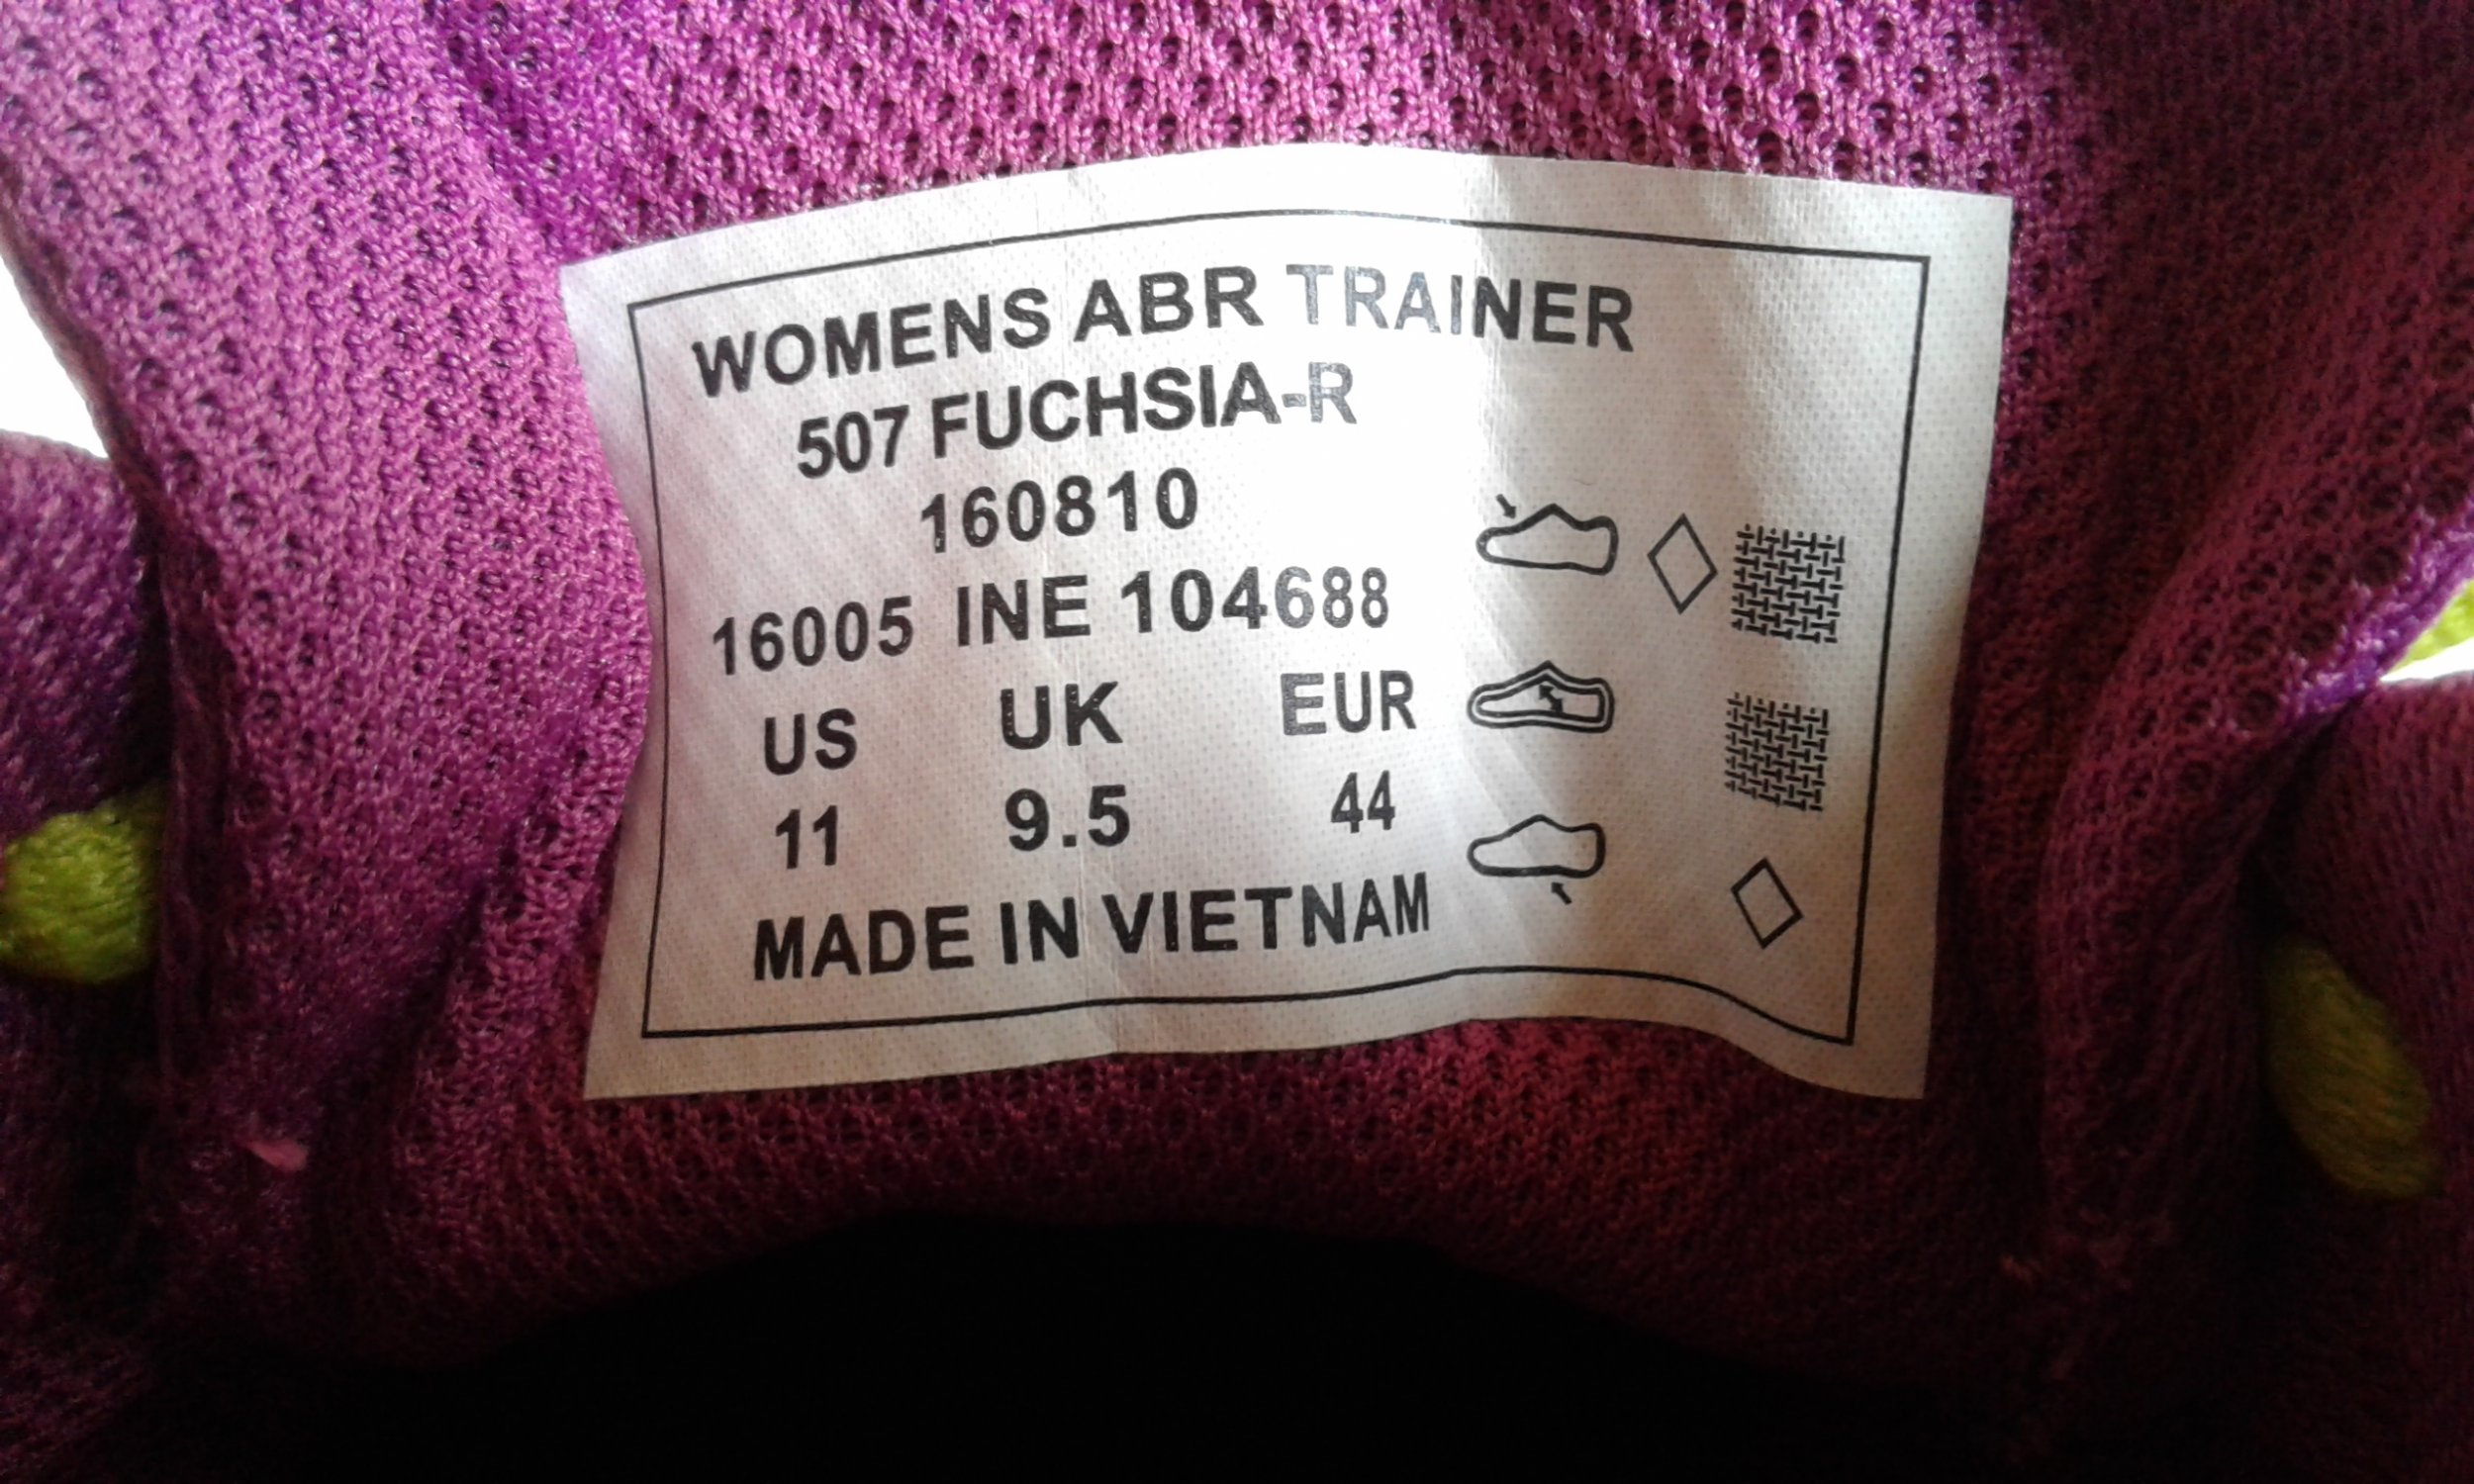 WOMENS ABR TRAINER
507 FUCHSIA-R
160810
16005 INE 104688
US UK EUR
11 9.5 44
MADE IN VIETNAM